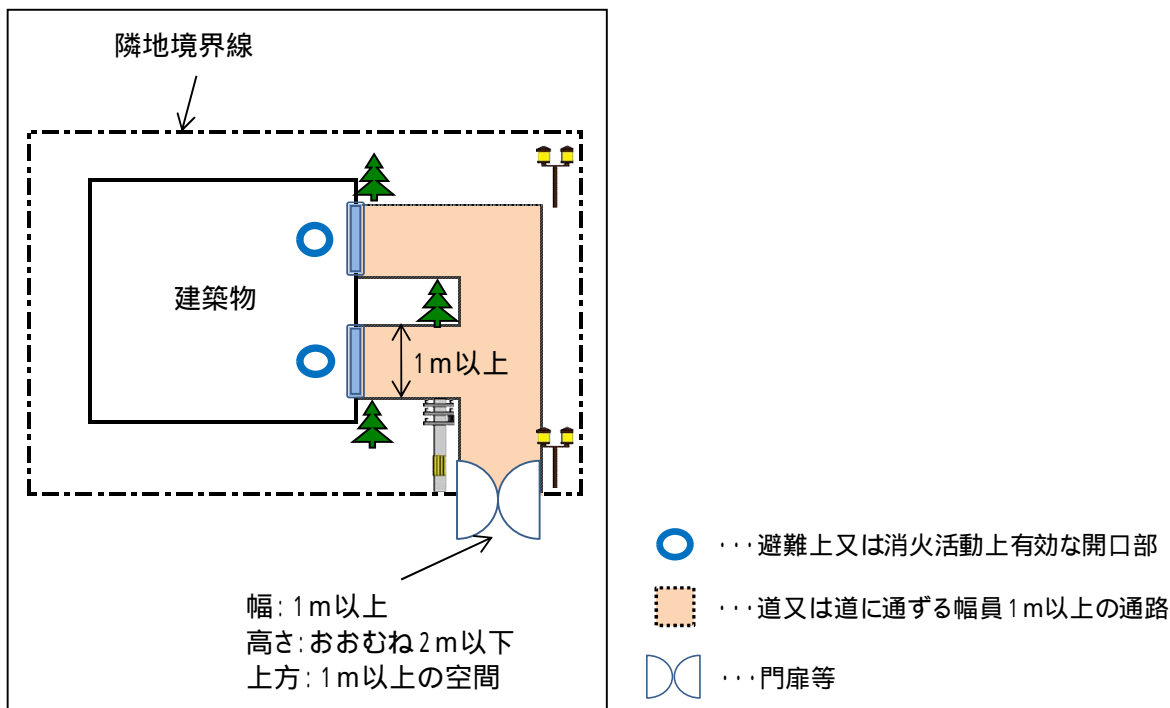 隣地境界線
建築物
1m以上
幅:1m以上
高さ:おおむね2m以下
上方:1m以上の空間
･･･避難上又は消火活動上有効な開口部
･･･道又は道に通ずる幅員1m以上の通路
･･･門扉等